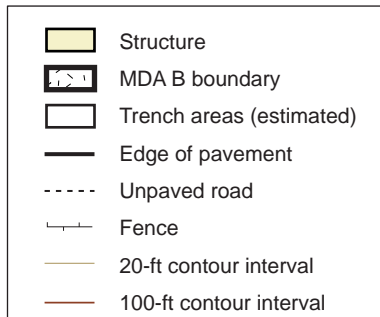 Structure
MDA B boundary
Trench areas (estimated)
Edge of pavement
Unpaved road
Fence
20-ft contour interval
100-ft contour interval